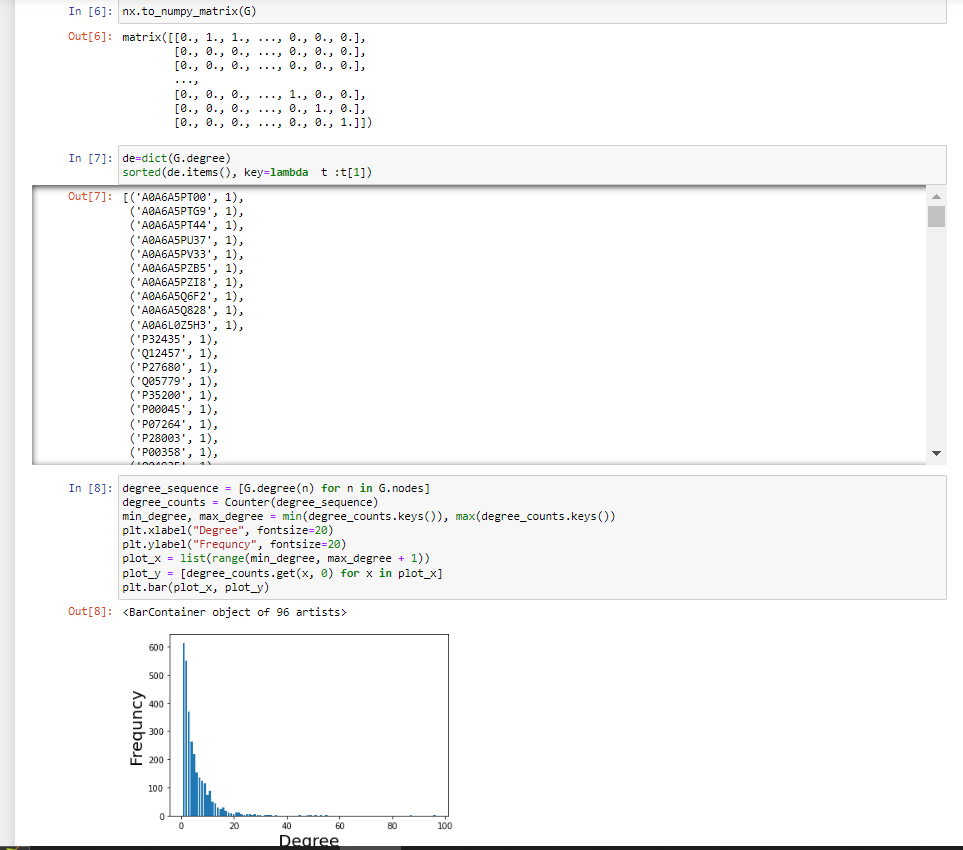 In [6]: nx.to_numpy_matrix(G)
Out[6]: matrix([[0., 1., 1., ..., 0., 0., 0.],
[0., 0., 0., ..., 0., 0., 0.],
[0., 0., 0., ..., 0., 0., 0.],
...,
[0., 0., 0., ..., 1., 0., 0.],
[0., 0., 0., ..., 0., 1., 0.],
[0., 0., 0., ..., 0., 0., 1.]])
In [7]: de=dict(G.degree)
sorted(de.items(), key=lambda t :t[1])
Out[7]: [('A0A6A5PT00', 1),
('A0A6A5PTG9', 1),
('A0A6A5PT44', 1),
('A0A6A5PU37', 1),
('A0A6A5PV33', 1),
('A0A6A5PZB5', 1),
('A0A6A5PZI8', 1),
('A0A6A5Q6F2', 1),
('A0A6A5Q828', 1),
('A0A6L0Z5H3', 1),
('P32435', 1),
('Q12457', 1),
('P27680', 1),
('Q05779', 1),
('P35200', 1),
('P00045', 1),
('P07264', 1),
('P28003', 1),
('P00358', 1),
In [8]: degree_sequence = [G.degree(n) for n in G.nodes]
degree_counts = Counter(degree_sequence)
min_degree, max_degree = min(degree_counts.keys()), max(degree_counts.keys())
plt.xlabel("Degree", fontsize=20)
plt.ylabel("Frequncy", fontsize=20)
plot_x = list(range(min_degree, max_degree + 1))
plot_y = [degree_counts.get(x, 0) for x in plot_x]
plt.bar(plot_x, plot_y)
Out[8]: <BarContainer object of 96 artists>
600
500
400
300
200
100
0
Frequncy
0 20 40 60 80 100
Degree